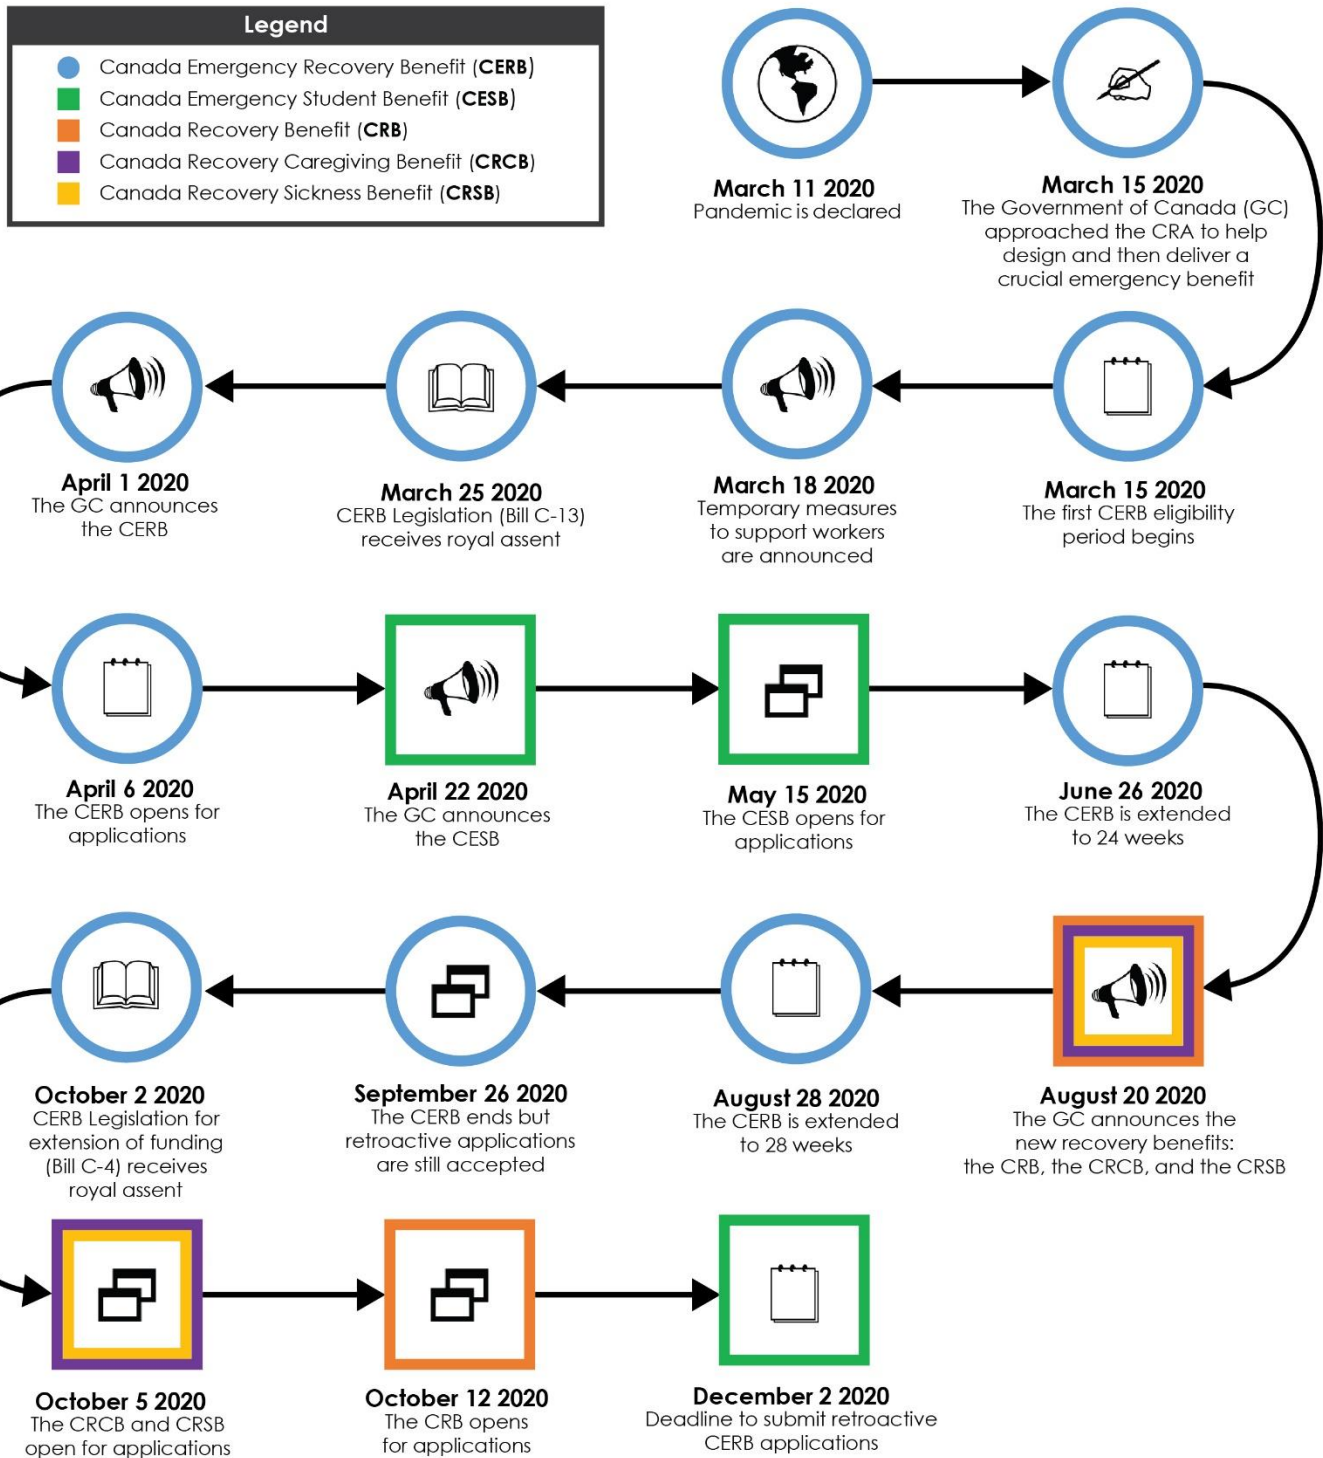 Legend
Canada Emergency Recovery Benefit (CERB)
Canada Emergency Student Benefit (CESB)
Canada Recovery Benefit (CRB)
Canada Recovery Caregiving Benefit (CRCB)
Canada Recovery Sickness Benefit (CRSB)
March 11 2020
Pandemic is declared
March 15 2020
The Government of Canada (GC)
approached the CRA to help
design and then deliver a
crucial emergency benefit
March 15 2020
The first CERB eligibility
period begins
March 18 2020
Temporary measures
to support workers
are announced
March 25 2020
CERB Legislation (Bill C-13)
receives royal assent
April 1 2020
The GC announces
the CERB
April 6 2020
The CERB opens for
applications
April 22 2020
The GC announces
the CESB
May 15 2020
The CESB opens for
applications
June 26 2020
The CERB is extended
to 24 weeks
August 20 2020
The GC announces the
new recovery benefits:
the CRB, the CRCB, and the CRSB
August 28 2020
The CERB is extended
to 28 weeks
September 26 2020
The CERB ends but
retroactive applications
are still accepted
October 2 2020
CERB Legislation for
extension of funding
(Bill C-4) receives
royal assent
October 5 2020
The CRCB and CRSB
open for applications
October 12 2020
The CRB opens
for applications
December 2 2020
Deadline to submit retroactive
CERB applications